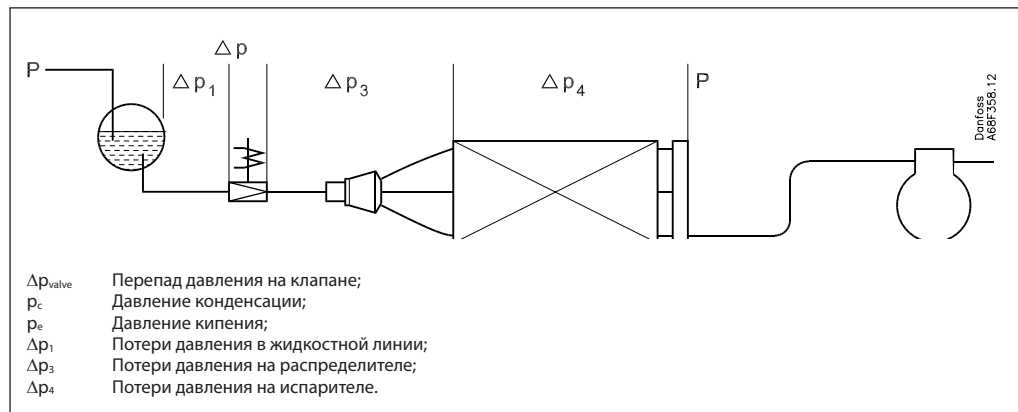 Δ p
P
Δ p₁
Δ p₃
Δ p₄
P
Danfoss
A68F358.12
Δpvalve Перепад давления на клапане;
pc Давление конденсации;
pe Давление кипения;
Δp₁ Потери давления в жидкостной линии;
Δp₃ Потери давления на распределителе;
Δp₄ Потери давления на испарителе.